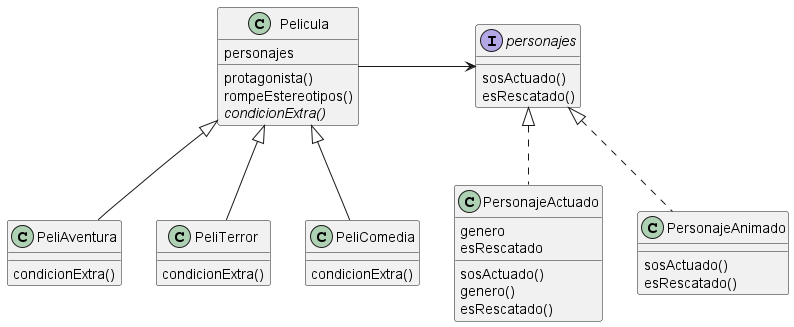 C Pelicula
personajes
protagonista()
rompeEstereotipos()
condicionExtra()
I personajes
sosActuado()
esRescatado()
C PeliAventura
condicionExtra()
C PeliTerror
condicionExtra()
C PeliComedia
condicionExtra()
C PersonajeActuado
genero
esRescatado
sosActuado()
genero()
esRescatado()
C PersonajeAnimado
sosActuado()
esRescatado()